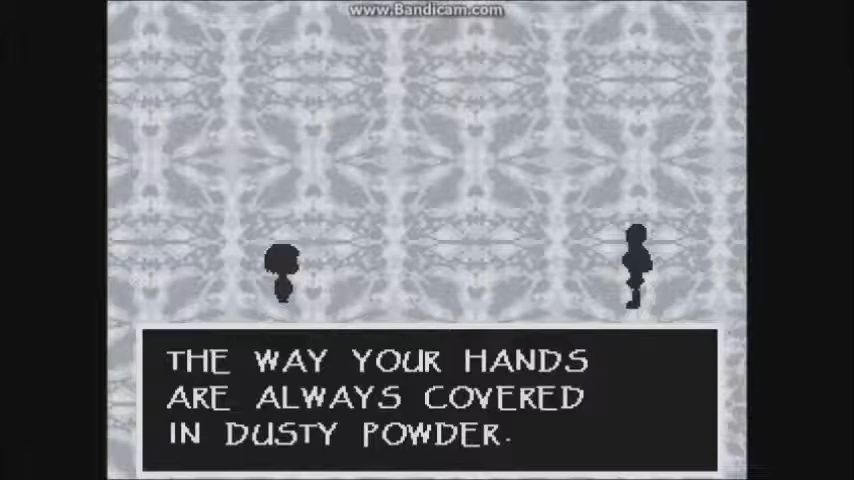 www.Bandicam.com
THE WAY YOUR HANDS
ARE ALWAYS COVERED
IN DUSTY POWDER.